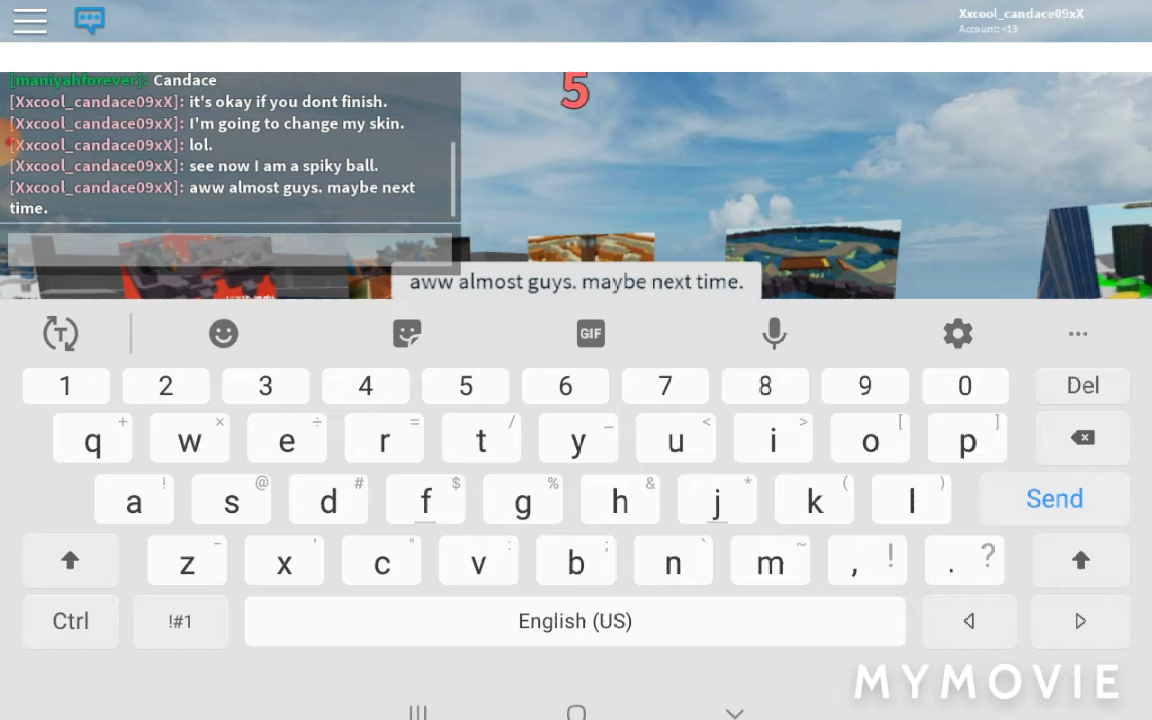 Xxcool_candace09xX
Account: <13
[maniyahforever]: Candace
[Xxcool_candace09xX]: it's okay if you dont finish.
[Xxcool_candace09xX]: I'm going to change my skin.
[Xxcool_candace09xX]: lol.
[Xxcool_candace09xX]: see now I am a spiky ball.
[Xxcool_candace09xX]: aww almost guys. maybe next
time.
5
aww almost guys. maybe next time.
T GIF ...
1 2 3 4 5 6 7 8 9 0 Del
q + w × e ÷ r = t / y _ u < i > o [ p ]
a ! s @ d # f $ g % h & j * k ( l ) Send
z - x ' c " v : b ; n ` m ~ , ! . ?
Ctrl !#1 English (US)
MYMOVIE